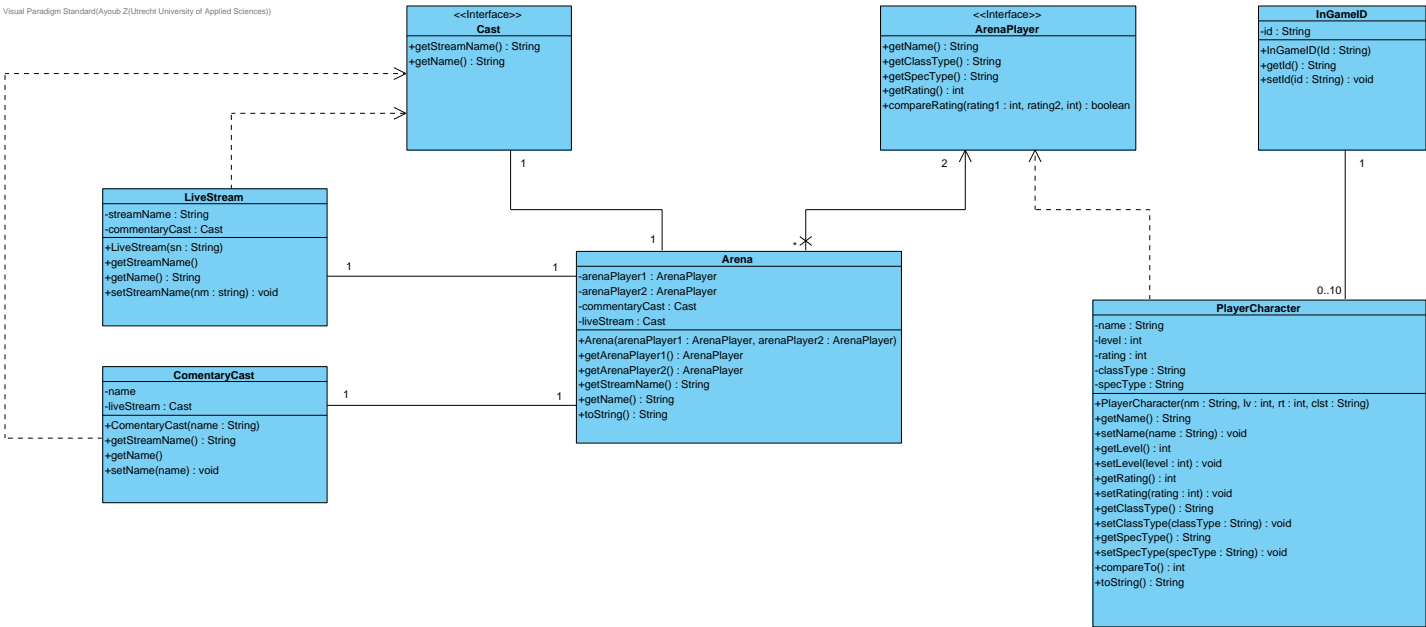 Visual Paradigm Standard(Ayoub Z(Utrecht University of Applied Sciences))
<<Interface>>
Cast
+getStreamName() : String
+getName() : String
<<Interface>>
ArenaPlayer
+getName() : String
+getClassType() : String
+getSpecType() : String
+getRating() : int
+compareRating(rating1 : int, rating2, int) : boolean
InGameID
-id : String
+InGameID(Id : String)
+getId() : String
+setId(id : String) : void
1
2
1
LiveStream
-streamName : String
-commentaryCast : Cast
+LiveStream(sn : String)
+getStreamName()
+getName() : String
+setStreamName(nm : string) : void
1
*
1
1
Arena
-arenaPlayer1 : ArenaPlayer
-arenaPlayer2 : ArenaPlayer
-commentaryCast : Cast
-liveStream : Cast
+Arena(arenaPlayer1 : ArenaPlayer, arenaPlayer2 : ArenaPlayer)
+getArenaPlayer1() : ArenaPlayer
+getArenaPlayer2() : ArenaPlayer
+getStreamName() : String
+getName() : String
+toString() : String
0..10
PlayerCharacter
-name : String
-level : int
-rating : int
-classType : String
-specType : String
+PlayerCharacter(nm : String, lv : int, rt : int, clst : String)
+getName() : String
+setName(name : String) : void
+getLevel() : int
+setLevel(level : int) : void
+getRating() : int
+setRating(rating : int) : void
+getClassType() : String
+setClassType(classType : String) : void
+getSpecType() : String
+setSpecType(specType : String) : void
+compareTo() : int
+toString() : String
ComentaryCast
-name
-liveStream : Cast
+ComentaryCast(name : String)
+getStreamName() : String
+getName()
+setName(name) : void
1
1